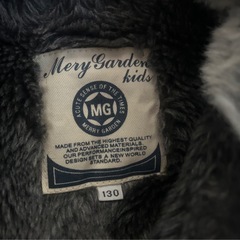 Mery Garden
kids
ACUTE SENSE OF THE TIMES
MG
MERRY GARDEN
MADE FROM THE HIGHEST QUALITY
AND ADVANCED MATERIALS
OUR PERFORMANCE/INSPIRED
DESIGN SETS A NEW WORLD
STANDARD.
130